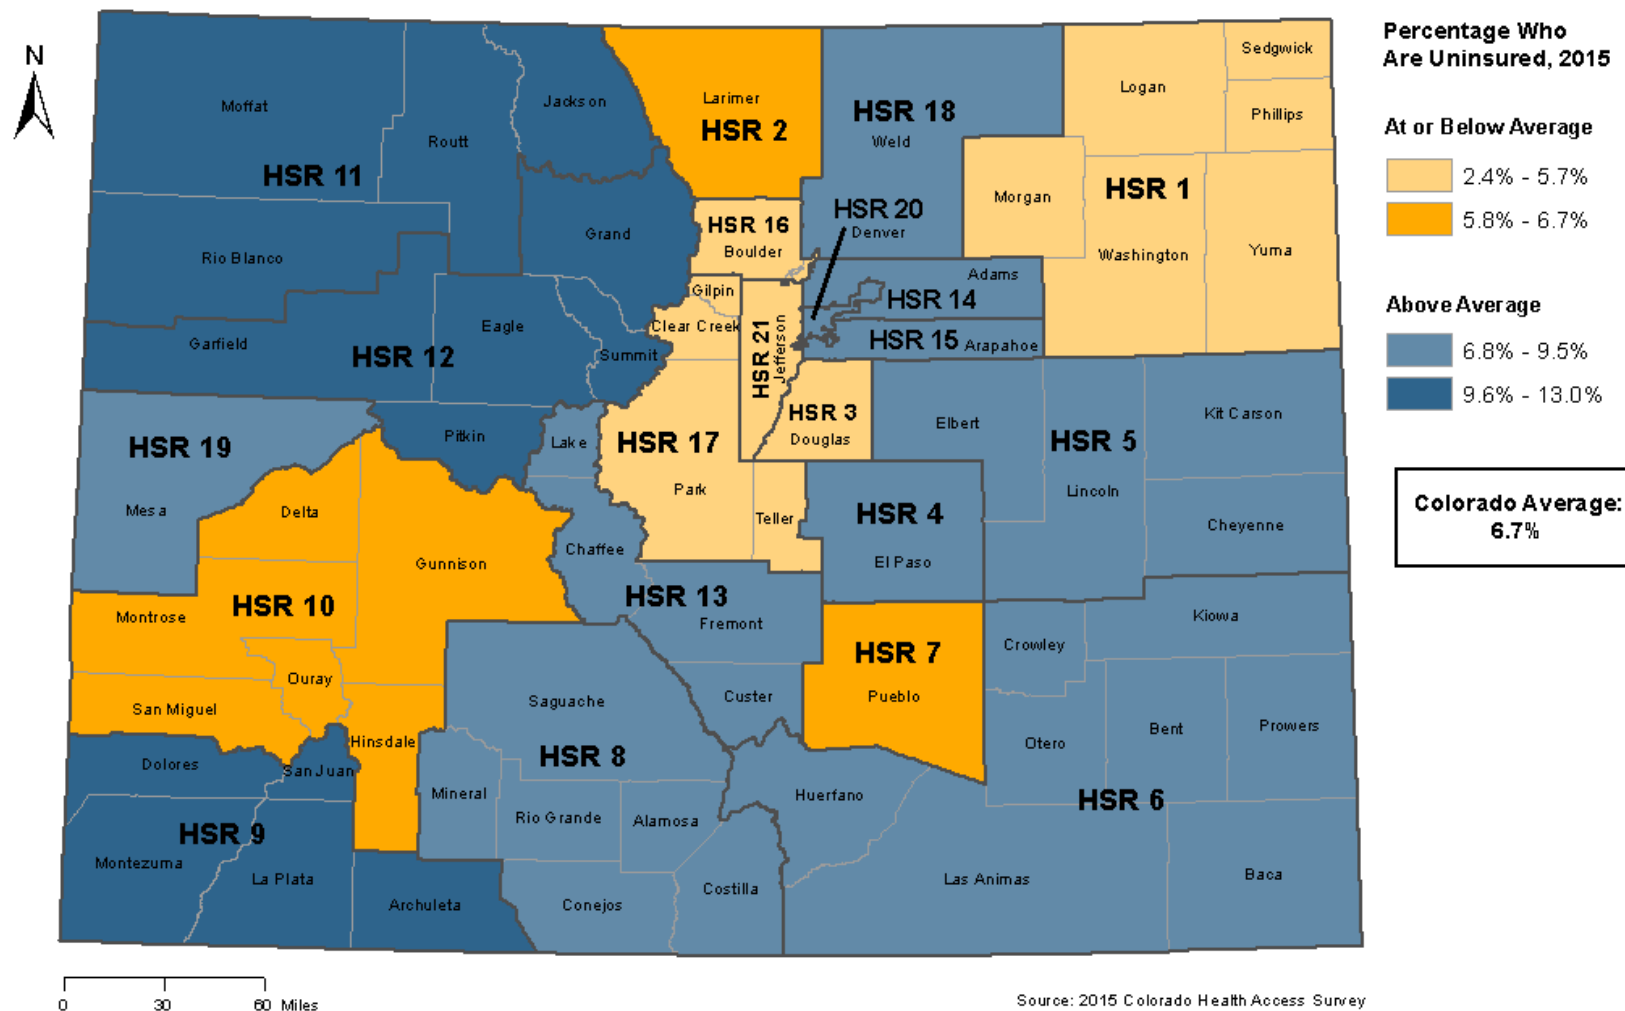 N
Percentage Who
Are Uninsured, 2015
At or Below Average
2.4% - 5.7%
5.8% - 6.7%
Above Average
6.8% - 9.5%
9.6% - 13.0%
Colorado Average:
6.7%
Moffat
Routt
Jackson
HSR 11
Rio Blanco
Grand
Larimer
HSR 2
HSR 18
Weld
Logan
Sedgwick
Phillips
Morgan
HSR 1
Washington
Yuma
HSR 16
Boulder
HSR 20
Denver
Gilpin
Clear Creek
HSR 21
Jefferson
Adams
HSR 14
HSR 15
Arapahoe
Garfield
Eagle
HSR 12
Summit
Pitkin
Lake
HSR 17
Park
Teller
HSR 3
Douglas
Elbert
HSR 5
Lincoln
Kit Carson
Cheyenne
HSR 19
Mesa
Delta
Gunnison
HSR 10
Montrose
Ouray
San Miguel
Hinsdale
Chaffee
HSR 13
Fremont
Custer
HSR 4
El Paso
HSR 7
Pueblo
Crowley
Kiowa
Otero
Bent
Prowers
HSR 6
Huerfano
Las Animas
Baca
Saguache
HSR 8
Mineral
Rio Grande
Alamosa
Conejos
Costilla
Dolores
San Juan
HSR 9
Montezuma
La Plata
Archuleta
0 30 60 Miles
Source: 2015 Colorado Health Access Survey